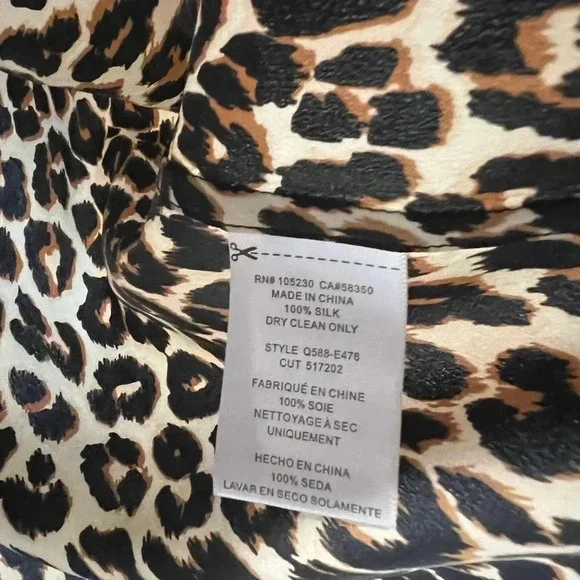 RN# 105230 CA#58350
MADE IN CHINA
100% SILK
DRY CLEAN ONLY
STYLE Q588-E476
CUT 517202
FABRIQUÉ EN CHINE
100% SOIE
NETTOYAGE À SEC
UNIQUEMENT
HECHO EN CHINA
100% SEDA
LAVAR EN SECO SOLAMENTE